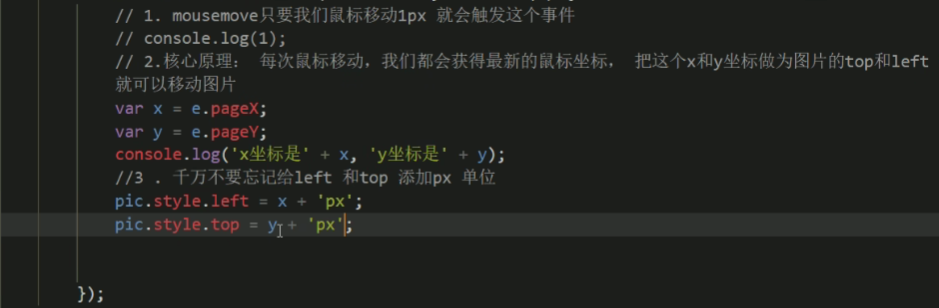 // 1. mousemove只要我们鼠标移动1px 就会触发这个事件
// console.log(1);
// 2.核心原理： 每次鼠标移动，我们都会获得最新的鼠标坐标， 把这个x和y坐标做为图片的top和left
就可以移动图片
var x = e.pageX;
var y = e.pageY;
console.log('x坐标是' + x, 'y坐标是' + y);
//3 . 千万不要忘记给left 和top 添加px 单位
pic.style.left = x + 'px';
pic.style.top = y + 'px';
});